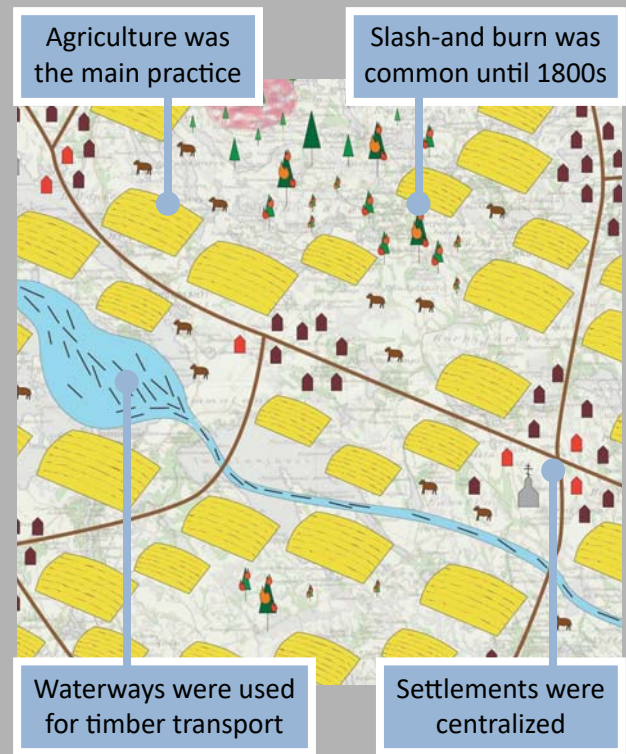 Agriculture was
the main practice
Slash-and burn was
common until 1800s
Waterways were used
for timber transport
Settlements were
centralized